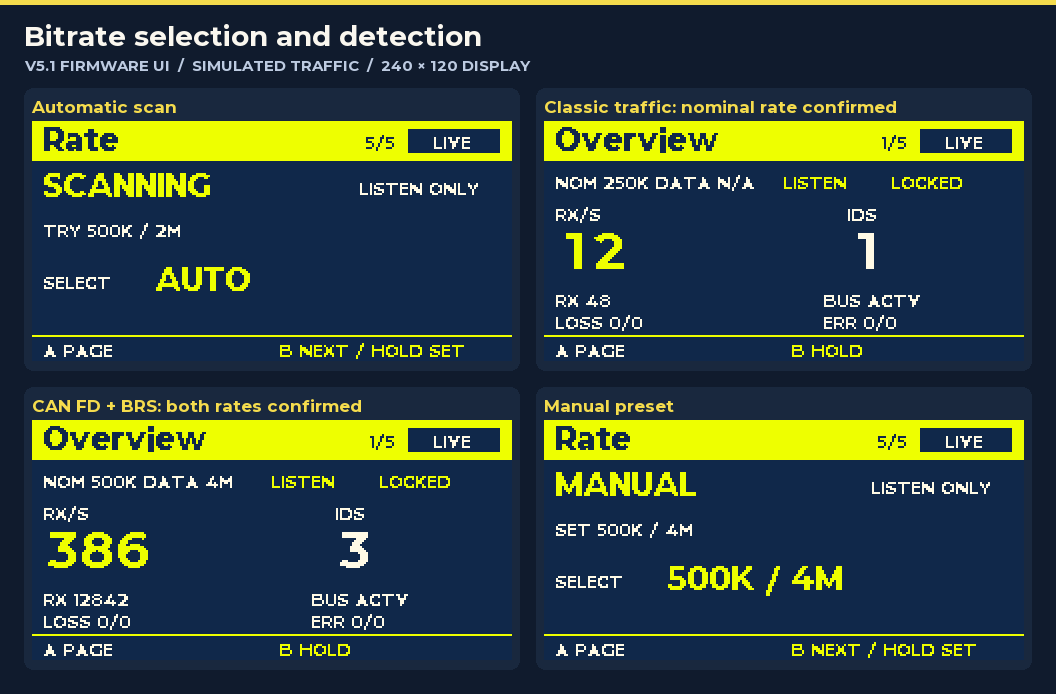 Bitrate selection and detection
V5.1 FIRMWARE UI / SIMULATED TRAFFIC / 240 × 120 DISPLAY
Automatic scan
Rate 5/5 LIVE
SCANNING LISTEN ONLY
TRY 500K / 2M
SELECT AUTO
A PAGE B NEXT / HOLD SET
Classic traffic: nominal rate confirmed
Overview 1/5 LIVE
NOM 250K DATA N/A LISTEN LOCKED
RX/S IDS
12 1
RX 48 BUS ACTV
LOSS 0/0 ERR 0/0
A PAGE B HOLD
CAN FD + BRS: both rates confirmed
Overview 1/5 LIVE
NOM 500K DATA 4M LISTEN LOCKED
RX/S IDS
386 3
RX 12842 BUS ACTV
LOSS 0/0 ERR 0/0
A PAGE B HOLD
Manual preset
Rate 5/5 LIVE
MANUAL LISTEN ONLY
SET 500K / 4M
SELECT 500K / 4M
A PAGE B NEXT / HOLD SET